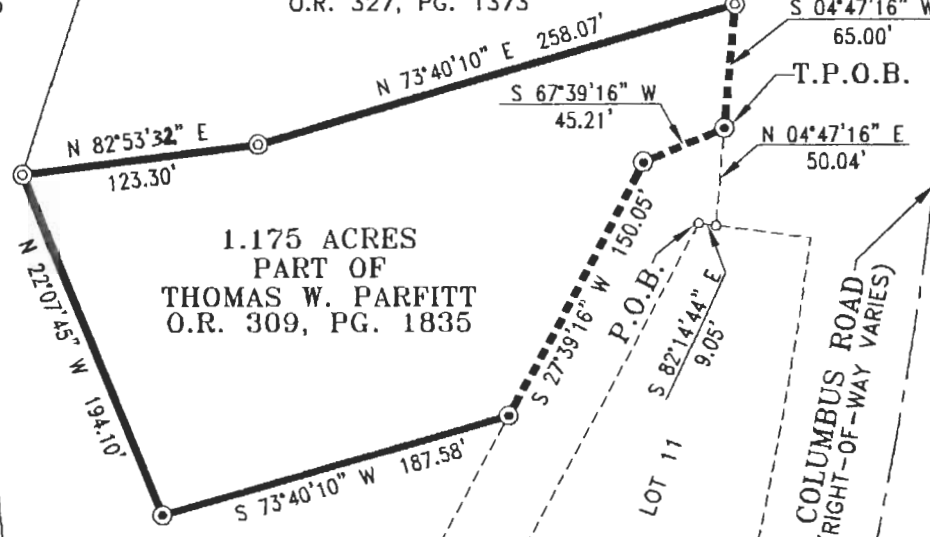 O.R. 327, PG. 1373
S 04°47'16" W
65.00'
N 73°40'10" E 258.07'
T.P.O.B.
S 67°39'16" W
45.21'
N 82°53'32" E
123.30'
N 04°47'16" E
50.04'
1.175 ACRES
PART OF
THOMAS W. PARFITT
O.R. 309, PG. 1835
N 22°07'45" W 194.10'
S 27°39'16" W 150.05'
P.O.B.
S 82°14'44" E
9.05'
S 73°40'10" W 187.58'
LOT 11
COLUMBUS ROAD
RIGHT-OF-WAY VARIES)